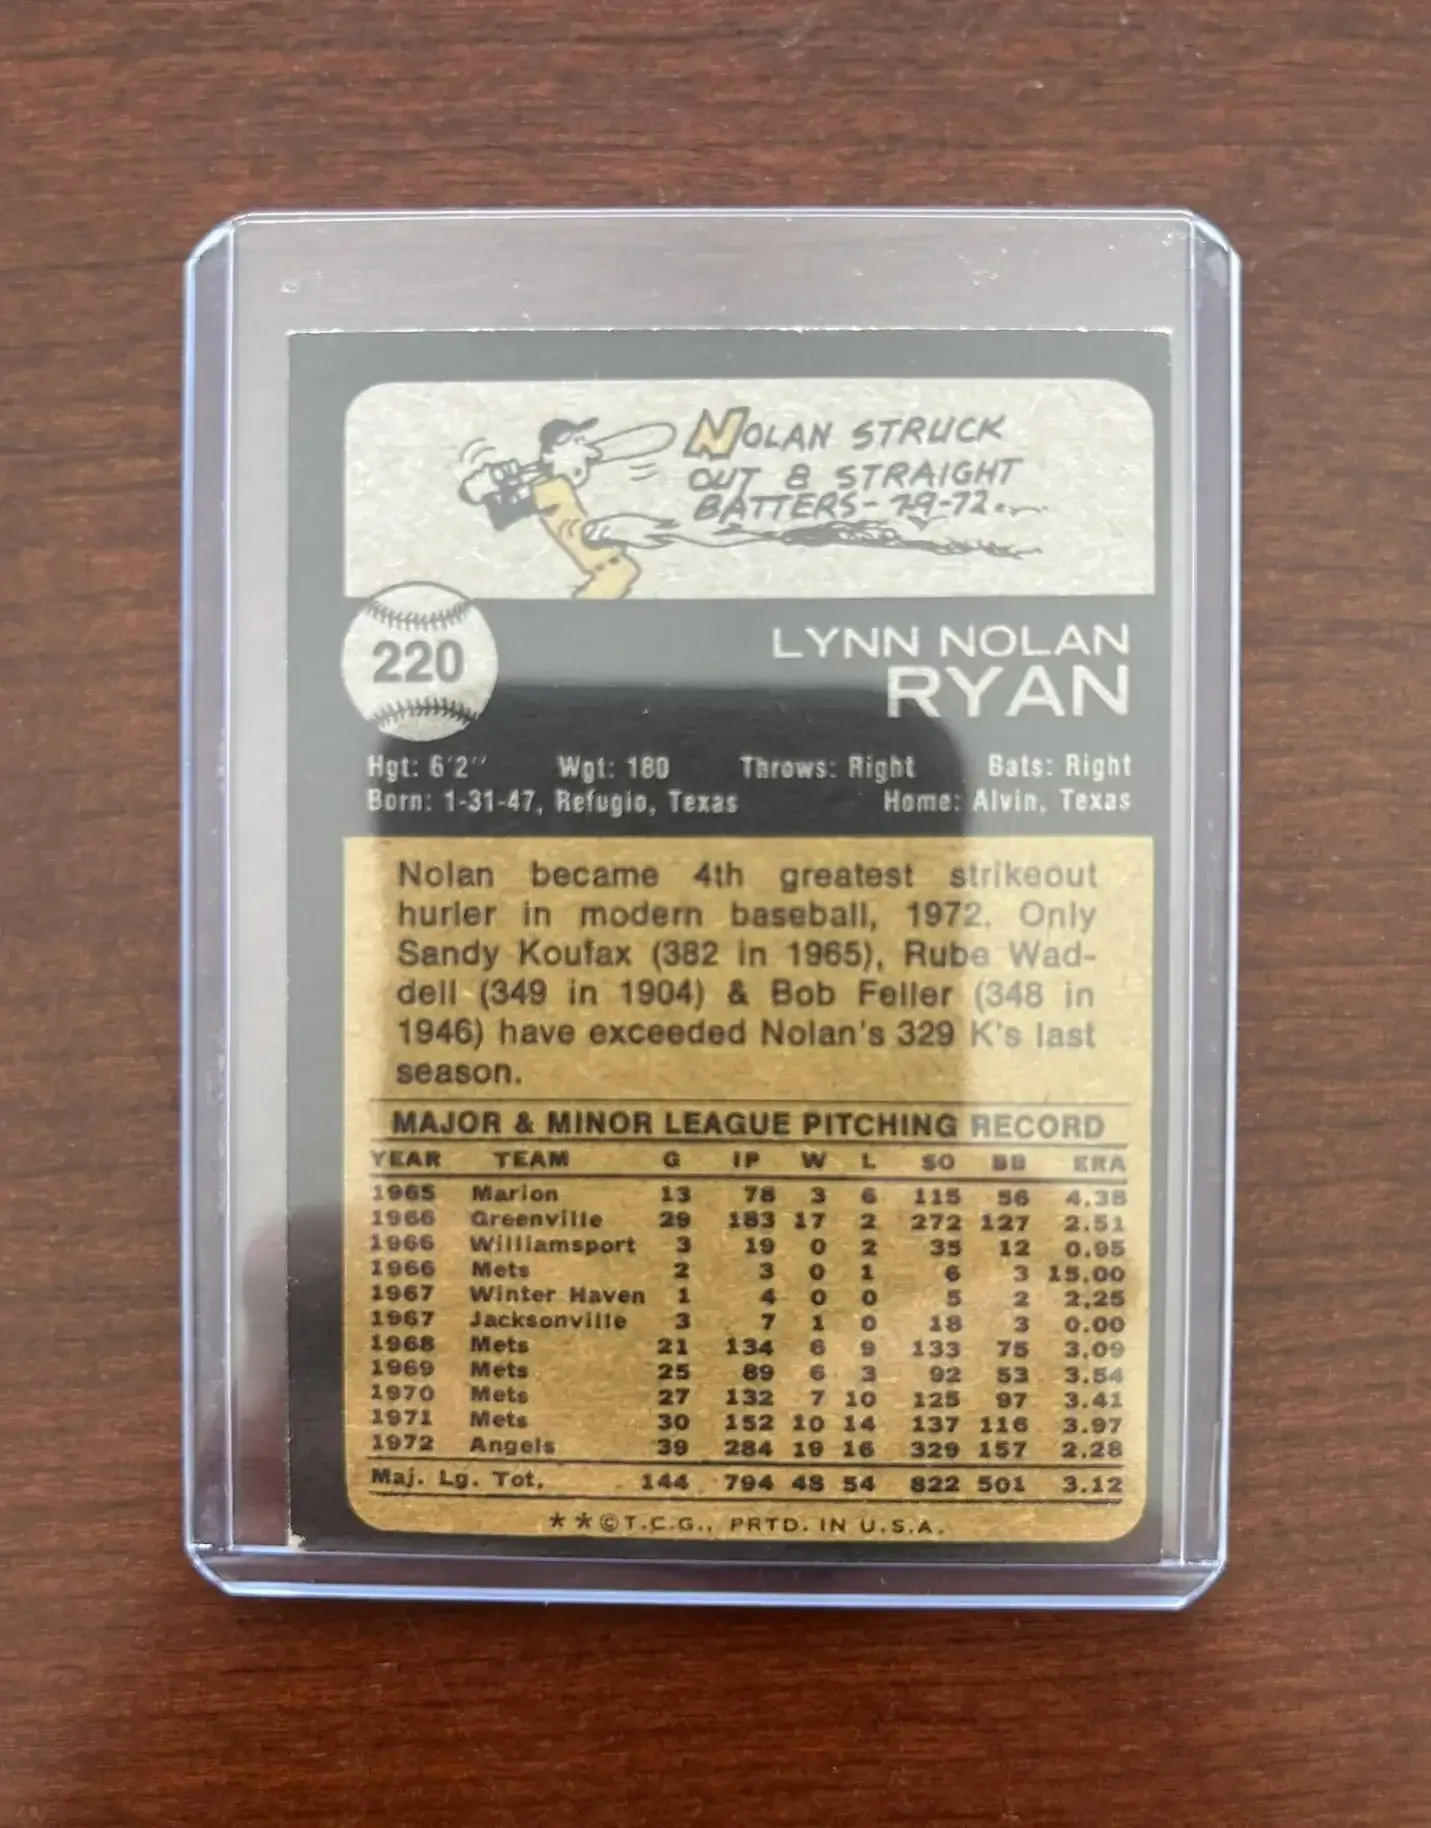 NOLAN STRUCK
OUT 8 STRAIGHT
BATTERS - 7-9-72...
220
LYNN NOLAN
RYAN
Hgt: 6'2" Wgt: 180 Throws: Right Bats: Right
Born: 1-31-47, Refugio, Texas Home: Alvin, Texas
Nolan became 4th greatest strikeout
hurler in modern baseball, 1972. Only
Sandy Koufax (382 in 1965), Rube Wad-
dell (349 in 1904) & Bob Feller (348 in
1946) have exceeded Nolan's 329 K's last
season.
MAJOR & MINOR LEAGUE PITCHING RECORD
YEAR TEAM G IP W L SO BB ERA
1965 Marion 13 78 3 6 115 56 4.38
1966 Greenville 29 183 17 2 272 127 2.51
1966 Williamsport 3 19 0 2 35 12 0.95
1966 Mets 2 3 0 1 6 3 15.00
1967 Winter Haven 1 4 0 0 5 2 2.25
1967 Jacksonville 3 7 1 0 18 3 0.00
1968 Mets 21 134 6 9 133 75 3.09
1969 Mets 25 89 6 3 92 53 3.54
1970 Mets 27 132 7 10 125 97 3.41
1971 Mets 30 152 10 14 137 116 3.97
1972 Angels 39 284 19 16 329 157 2.28
Maj. Lg. Tot. 144 794 48 54 822 501 3.12
**©T.C.G., PRTD. IN U.S.A.